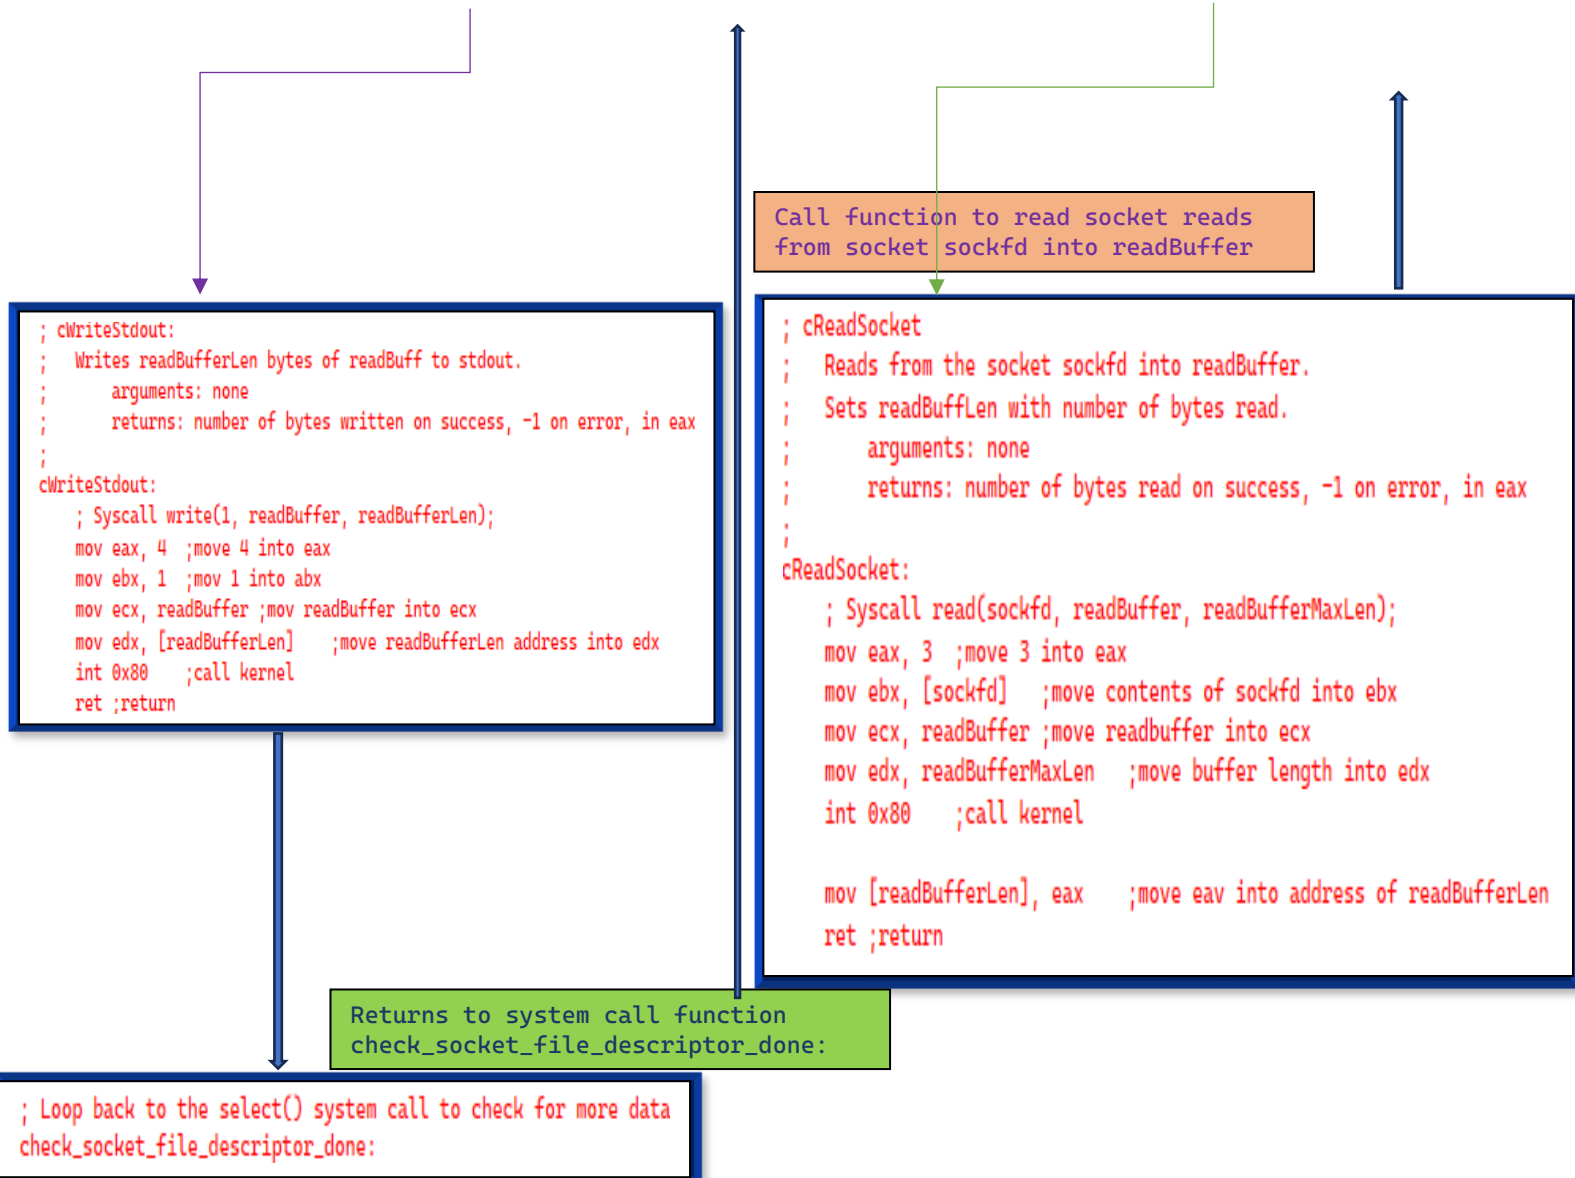 Call function to read socket reads
from socket sockfd into readBuffer
; cWriteStdout:
;   Writes readBufferLen bytes of readBuff to stdout.
;       arguments: none
;       returns: number of bytes written on success, -1 on error, in eax
;
cWriteStdout:
    ; Syscall write(1, readBuffer, readBufferLen);
    mov eax, 4  ;move 4 into eax
    mov ebx, 1  ;mov 1 into abx
    mov ecx, readBuffer ;mov readBuffer into ecx
    mov edx, [readBufferLen]    ;move readBufferLen address into edx
    int 0x80    ;call kernel
    ret ;return
; cReadSocket
;   Reads from the socket sockfd into readBuffer.
;   Sets readBuffLen with number of bytes read.
;       arguments: none
;       returns: number of bytes read on success, -1 on error, in eax
;
cReadSocket:
    ; Syscall read(sockfd, readBuffer, readBufferMaxLen);
    mov eax, 3  ;move 3 into eax
    mov ebx, [sockfd]   ;move contents of sockfd into ebx
    mov ecx, readBuffer ;move readbuffer into ecx
    mov edx, readBufferMaxLen   ;move buffer length into edx
    int 0x80    ;call kernel
    mov [readBufferLen], eax    ;move eav into address of readBufferLen
    ret ;return
Returns to system call function
check_socket_file_descriptor_done:
; Loop back to the select() system call to check for more data
check_socket_file_descriptor_done: